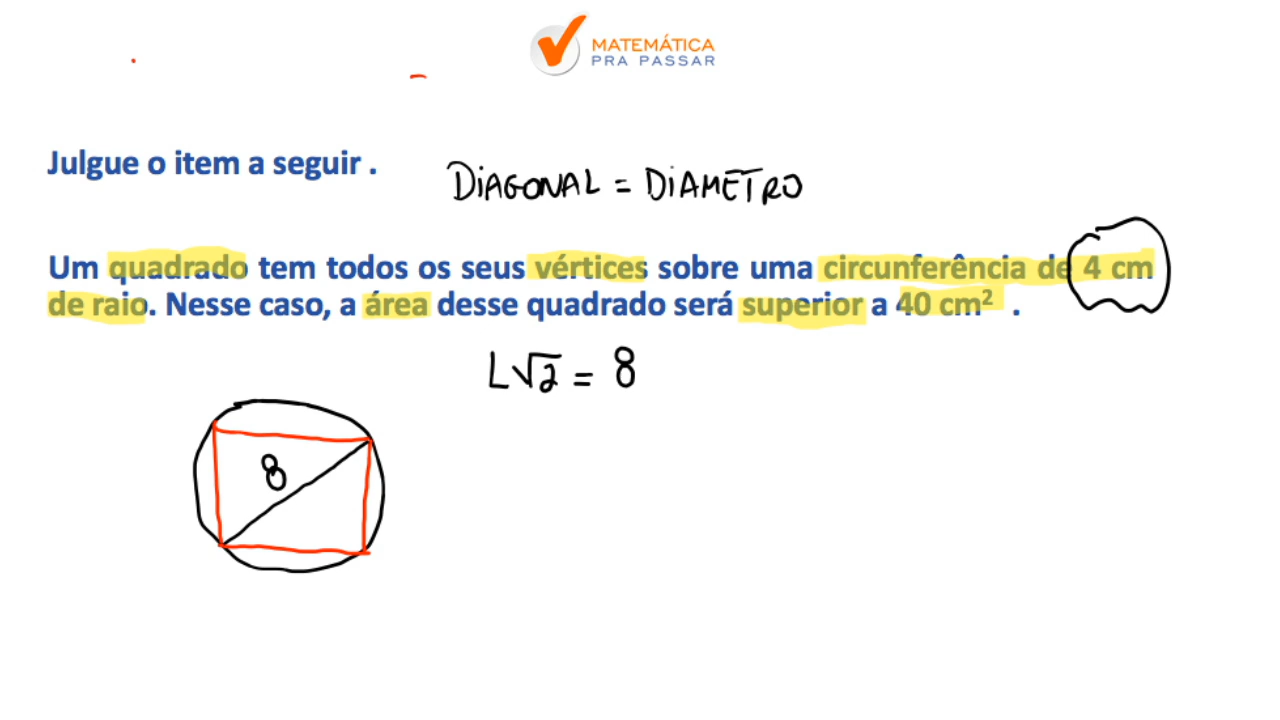 MATEMÁTICA
PRA PASSAR
Julgue o item a seguir .
DIAGONAL = DIAMETRO
Um quadrado tem todos os seus vértices sobre uma circunferência de 4 cm
de raio. Nesse caso, a área desse quadrado será superior a 40 cm² .
L√2 = 8
8